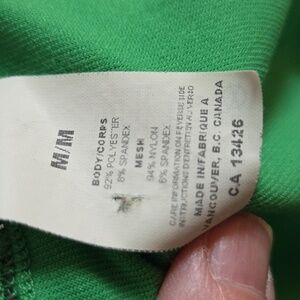 M/M
BODY/CORPS
92% POLYESTER
8% SPANDEX
MESH
94% NYLON
6% SPANDEX
CARE INFORMATION ON REVERSE SIDE
INSTRUCTIONS D'ENTRETIEN AU VERSO
MADE IN/FABRIQUE A
VANCOUVER, B.C. CANADA
CA 13426